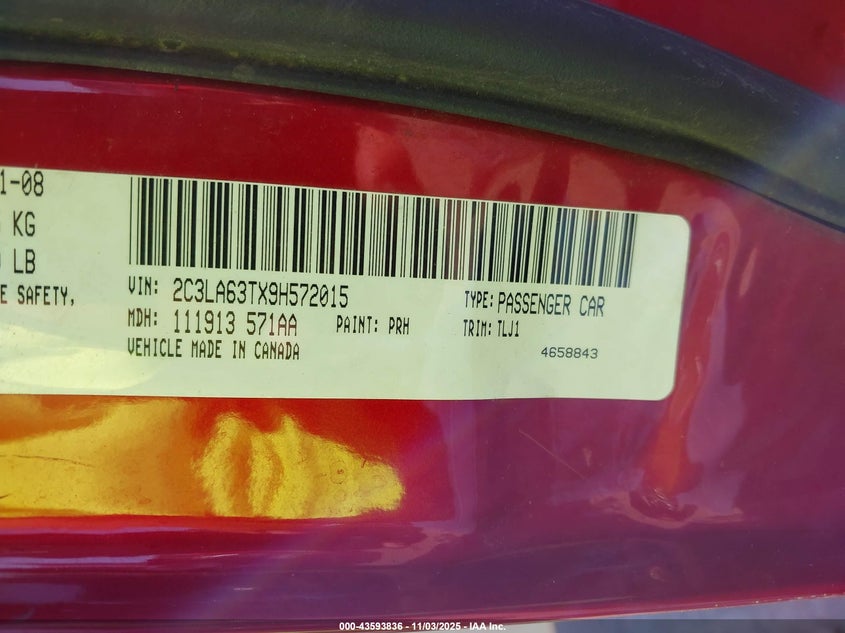 1-08
KG
LB
E SAFETY,
VIN: 2C3LA63TX9H572015 TYPE: PASSENGER CAR
MDH: 111913 571AA PAINT: PRH TRIM: TLJ1
VEHICLE MADE IN CANADA 4658843
000-43593836 - 11/03/2025 - IAA Inc.